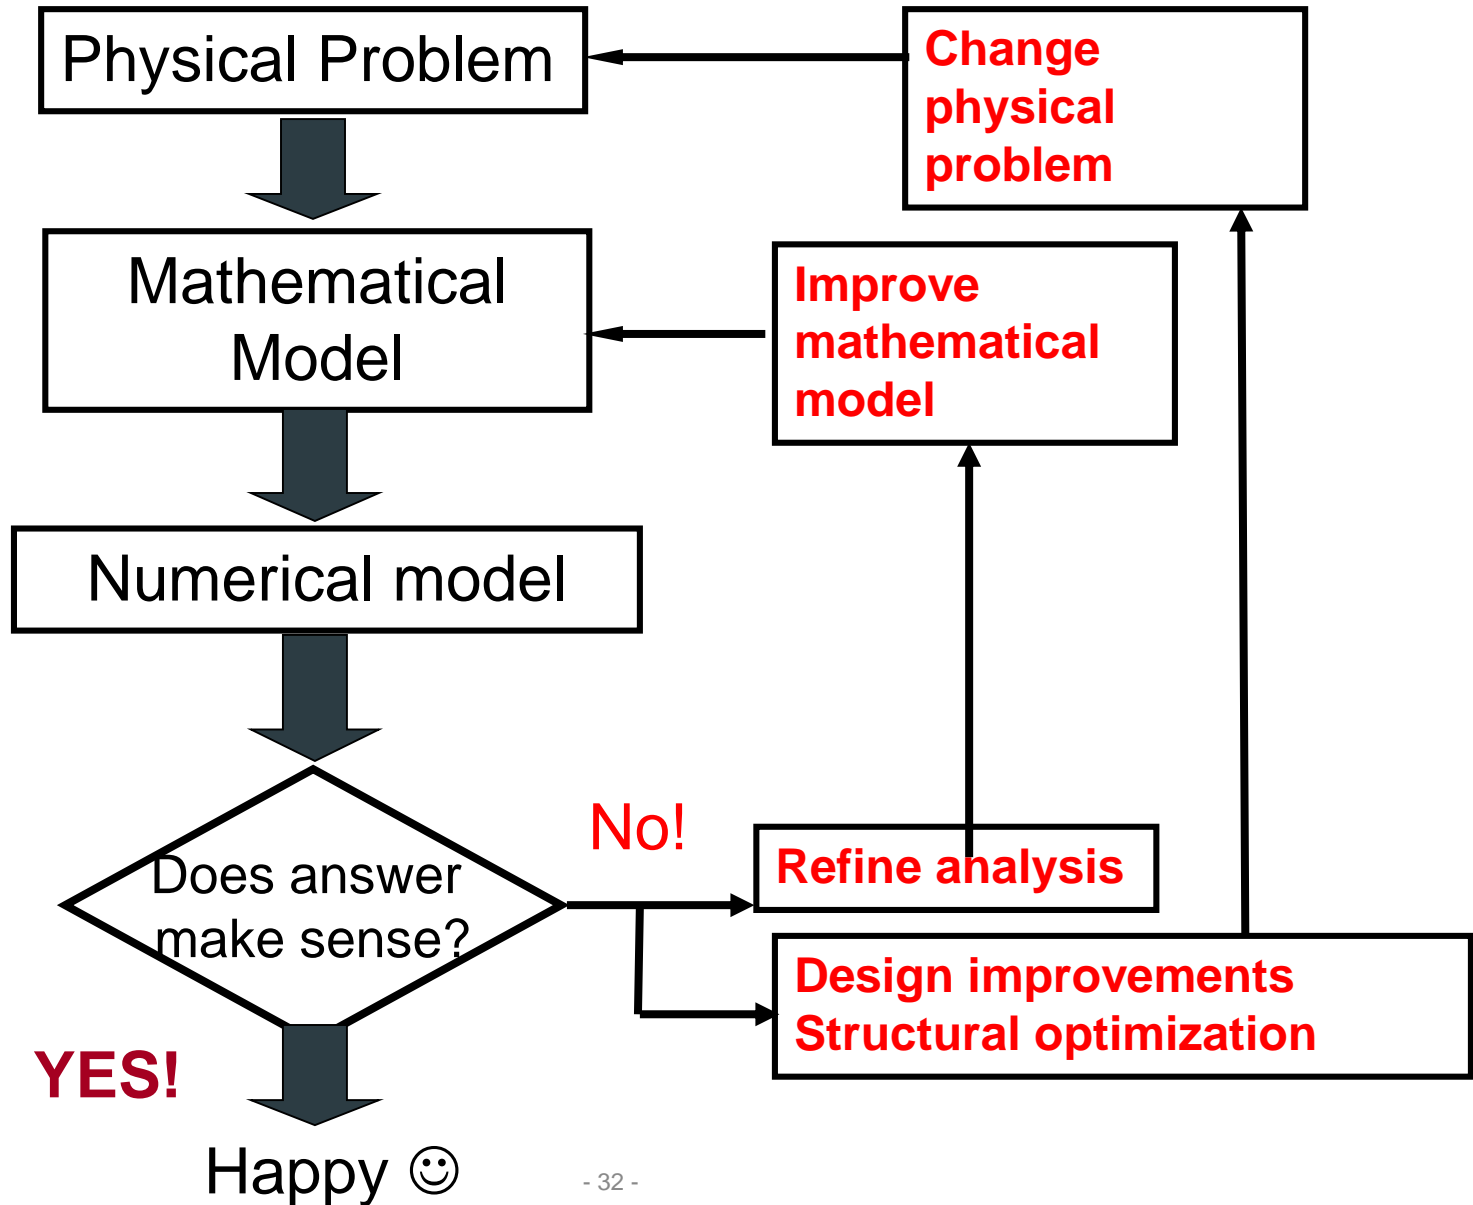 Physical Problem
Change
physical
problem
Mathematical
Model
Improve
mathematical
model
Numerical model
Does answer
make sense?
No!
Refine analysis
Design improvements
Structural optimization
YES!
Happy ☺
- 32 -